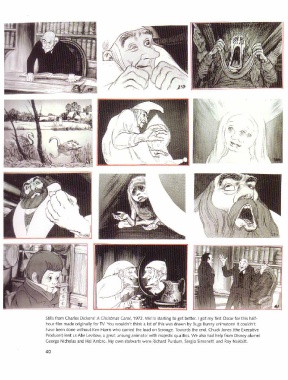 Stills from Charles Dickens' A Christmas Carol, 1972. We're starting to get better. I got my first Oscar for this half-
hour film made originally for TV. You wouldn't think a lot of this was drawn by Bugs Bunny animators! It couldn't
have been done without Ken Harris who carried the lead on Scrooge. Towards the end, Chuck Jones (the Executive
Producer) lent us Abe Levitow, a great, young animator with majestic qualities. We also had help from Disney alumni
George Nicholas and Hal Ambro. My own stalwarts were Richard Purdum, Sergio Simonetti and Roy Naisbitt.
40